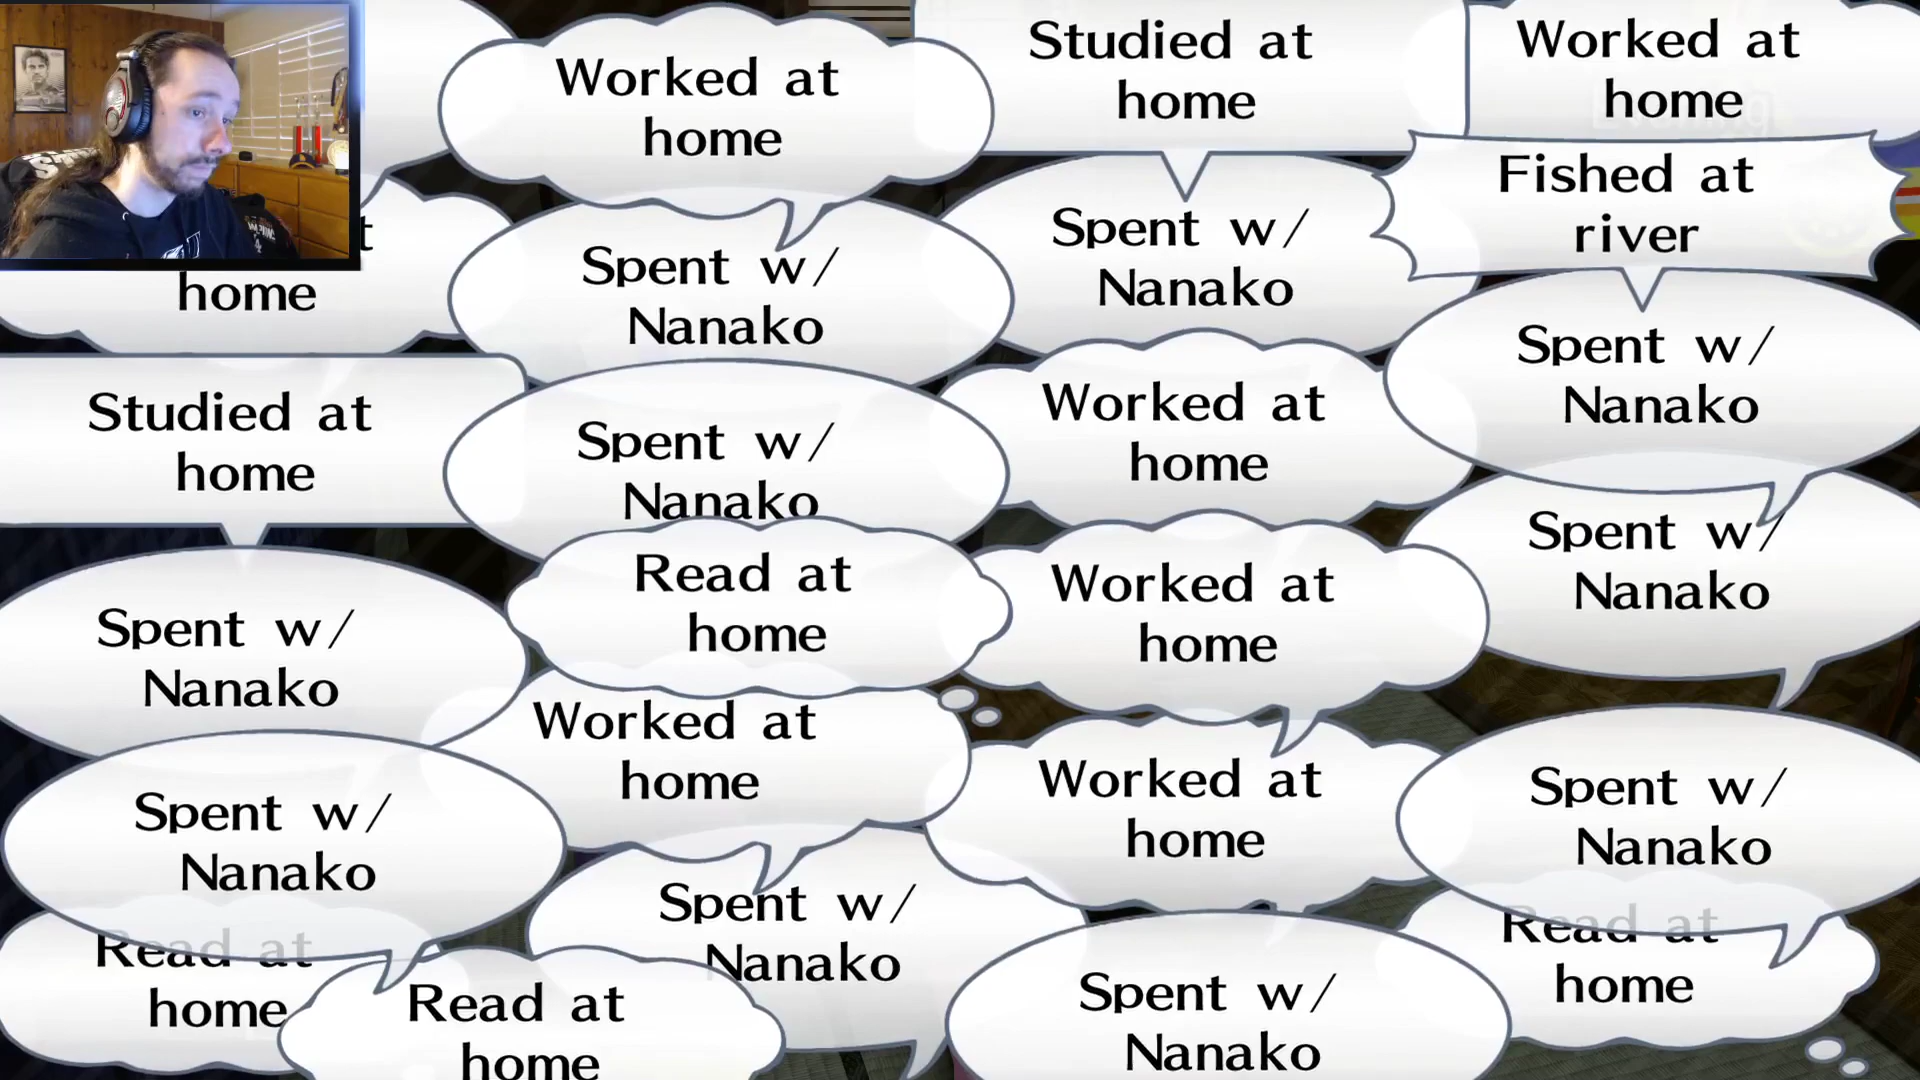 Worked at
home
Studied at
home
Worked at
home
Fished at
river
home
Spent w/
Nanako
Spent w/
Nanako
Spent w/
Nanako
Studied at
home
Spent w/
Nanako
Worked at
home
Spent w/
Nanako
Read at
home
Worked at
home
Spent w/
Nanako
Worked at
home
Worked at
home
Spent w/
Nanako
Spent w/
Nanako
Spent w/
Nanako
Read at
home
Read at
home
Spent w/
Nanako
Read at
home